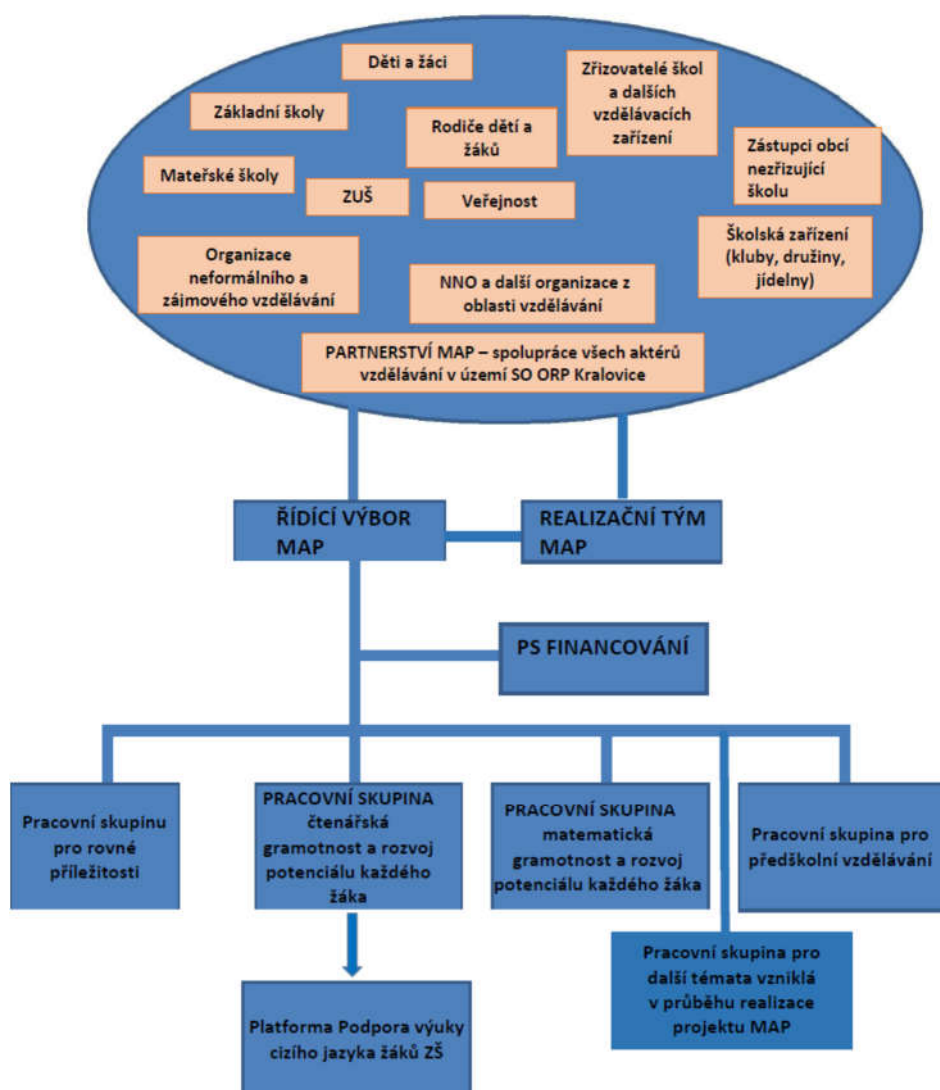 Děti a žáci
Zřizovatelé škol
a dalších
vzdělávacích
zařízení
Základní školy
Rodiče dětí a
žáků
Zástupci obcí
nezřizující
školu
Mateřské školy
ZUŠ
Veřejnost
Školská zařízení
(kluby, družiny,
jídelny)
Organizace
neformálního a
zájmového vzdělávání
NNO a další organizace z
oblasti vzdělávání
PARTNERSTVÍ MAP – spolupráce všech aktérů
vzdělávání v území SO ORP Kralovice
ŘÍDÍCÍ VÝBOR
MAP
REALIZAČNÍ TÝM
MAP
PS FINANCOVÁNÍ
Pracovní skupinu
pro rovné
příležitosti
PRACOVNÍ SKUPINA
čtenářská
gramotnost a rozvoj
potenciálu každého
žáka
PRACOVNÍ SKUPINA
matematická
gramotnost a rozvoj
potenciálu každého žáka
Pracovní skupina pro
předškolní vzdělávání
Pracovní skupina pro
další témata vzniklá
v průběhu realizace
projektu MAP
Platforma Podpora výuky
cizího jazyka žáků ZŠ